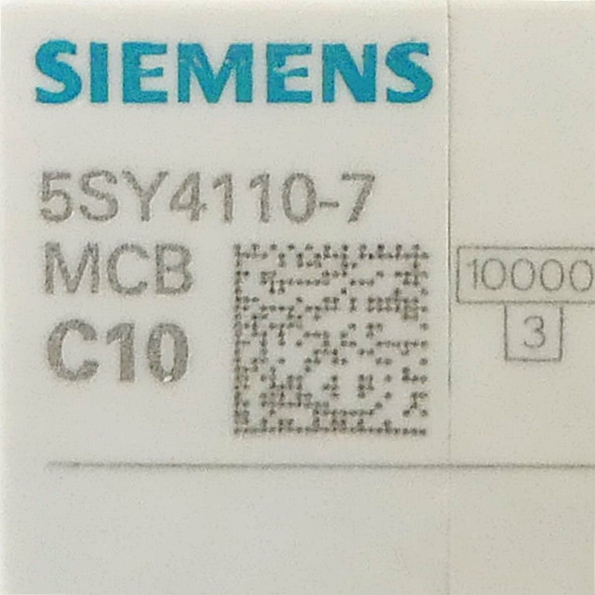 SIEMENS
5SY4110-7
MCB
C10
10000
3